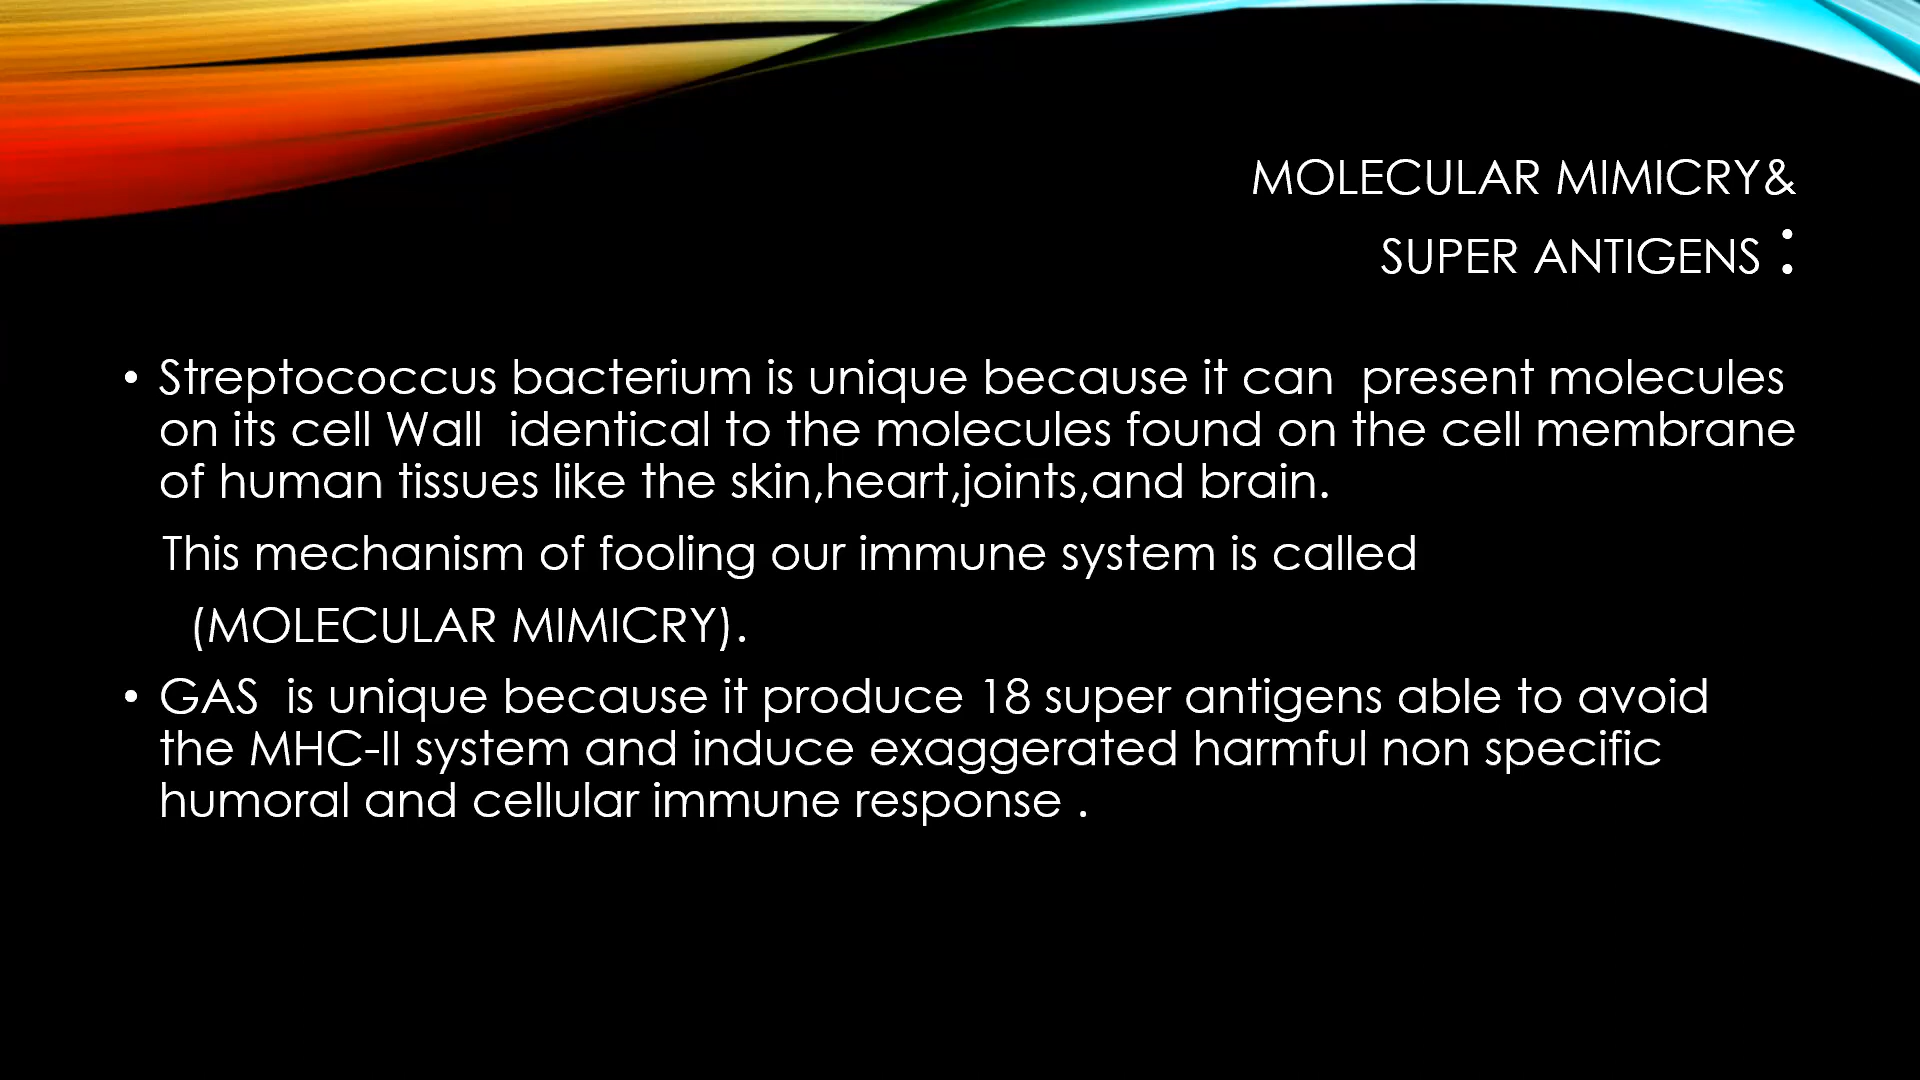 MOLECULAR MIMICRY&
SUPER ANTIGENS :
• Streptococcus bacterium is unique because it can present molecules
on its cell Wall identical to the molecules found on the cell membrane
of human tissues like the skin,heart,joints,and brain.
This mechanism of fooling our immune system is called
(MOLECULAR MIMICRY).
• GAS is unique because it produce 18 super antigens able to avoid
the MHC-II system and induce exaggerated harmful non specific
humoral and cellular immune response .